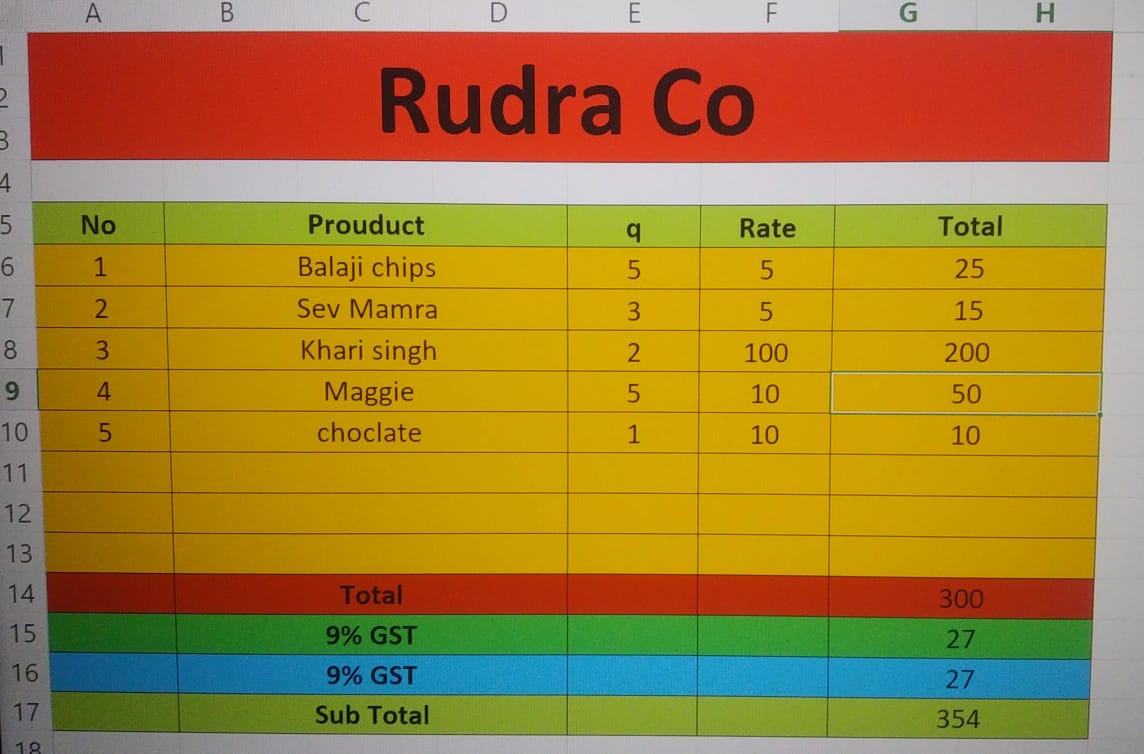 A B C D E F G H
1
2
3
Rudra Co
4
5 No Prouduct q Rate Total
6 1 Balaji chips 5 5 25
7 2 Sev Mamra 3 5 15
8 3 Khari singh 2 100 200
9 4 Maggie 5 10 50
10 5 choclate 1 10 10
11
12
13
14 Total 300
15 9% GST 27
16 9% GST 27
17 Sub Total 354
18